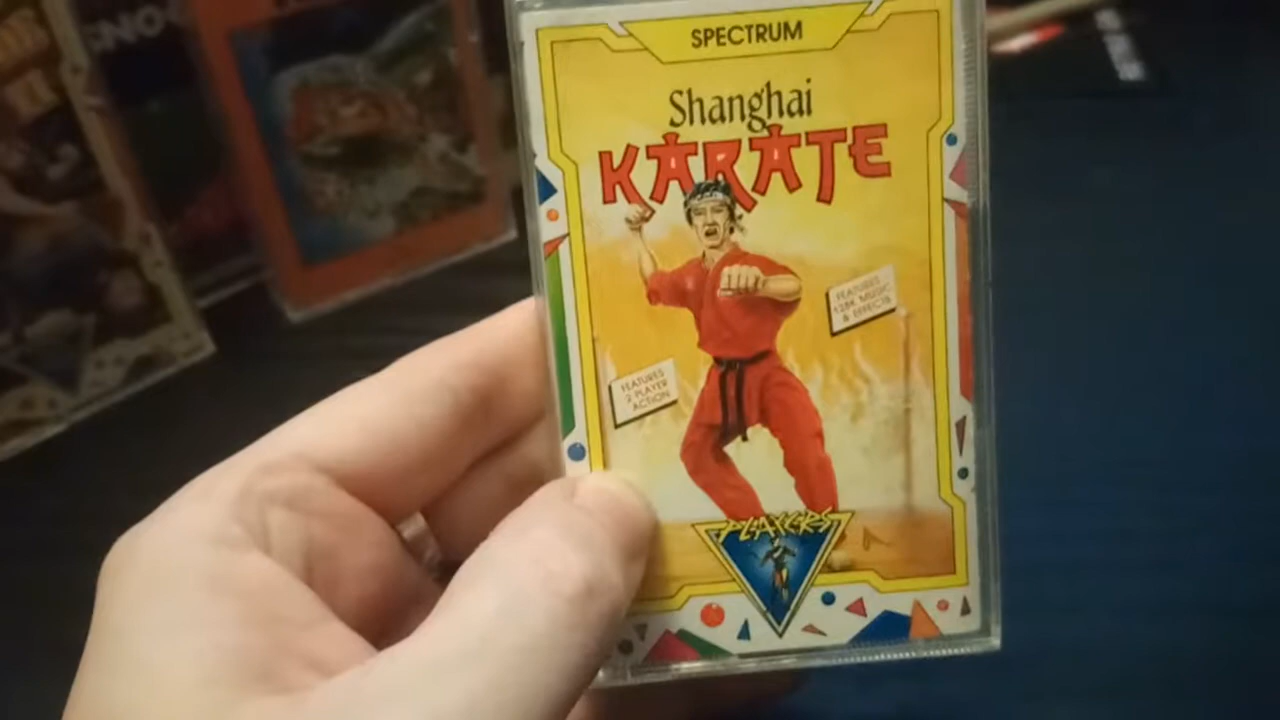 SPECTRUM
Shanghai
KARATE
FEATURES
128K MUSIC
& EFFECTS
FEATURES
2 PLAYER
ACTION
PLAYERS